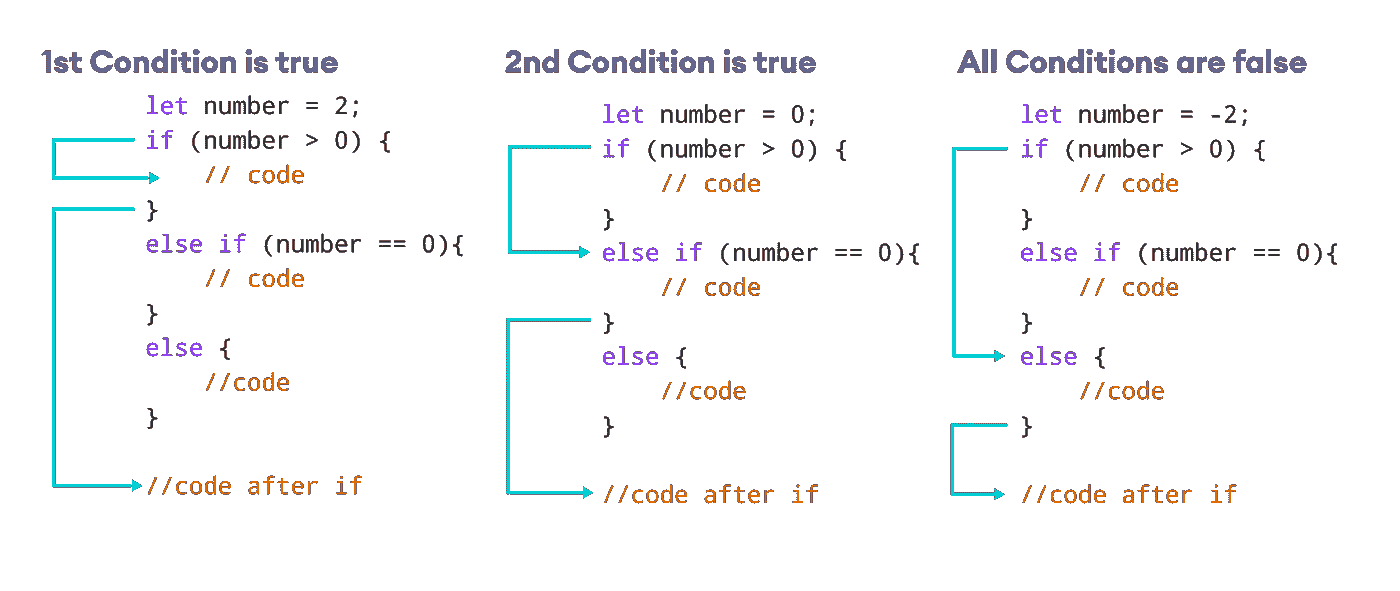 1st Condition is true
let number = 2;
if (number > 0) {
// code
}
else if (number == 0){
// code
}
else {
//code
}
//code after if
2nd Condition is true
let number = 0;
if (number > 0) {
// code
}
else if (number == 0){
// code
}
else {
//code
}
//code after if
All Conditions are false
let number = -2;
if (number > 0) {
// code
}
else if (number == 0){
// code
}
else {
//code
}
//code after if